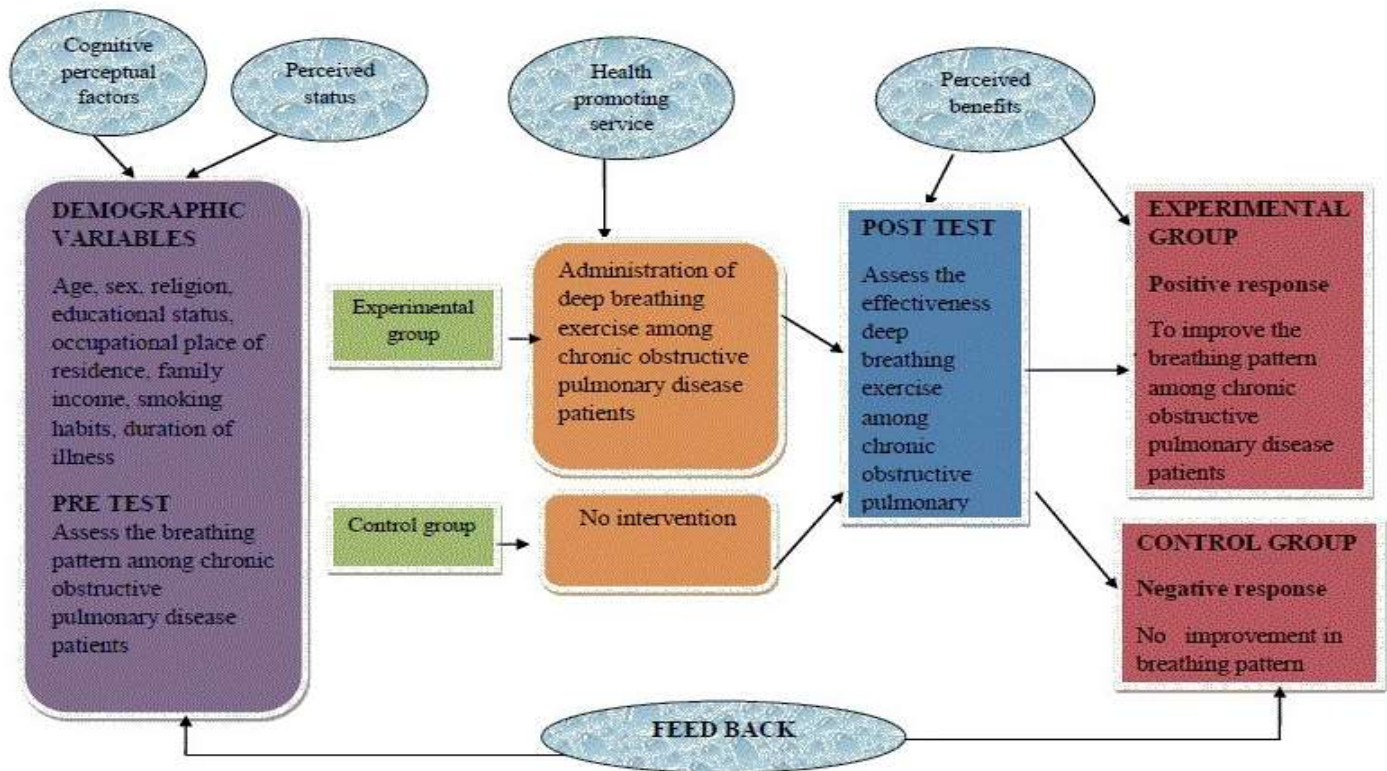 Cognitive
perceptual
factors
Perceived
status
Health
promoting
service
Perceived
benefits
DEMOGRAPHIC
VARIABLES
Age, sex, religion,
educational status,
occupational place of
residence, family
income, smoking
habits, duration of
illness
PRE TEST
Assess the breathing
pattern among chronic
obstructive
pulmonary disease
patients
Experimental
group
Control group
Administration of
deep breathing
exercise among
chronic obstructive
pulmonary disease
patients
No intervention
POST TEST
Assess the
effectiveness
deep
breathing
exercise
among
chronic
obstructive
pulmonary
EXPERIMENTAL
GROUP
Positive response
To improve the
breathing pattern
among chronic
obstructive
pulmonary disease
patients
CONTROL GROUP
Negative response
No improvement in
breathing pattern
FEED BACK